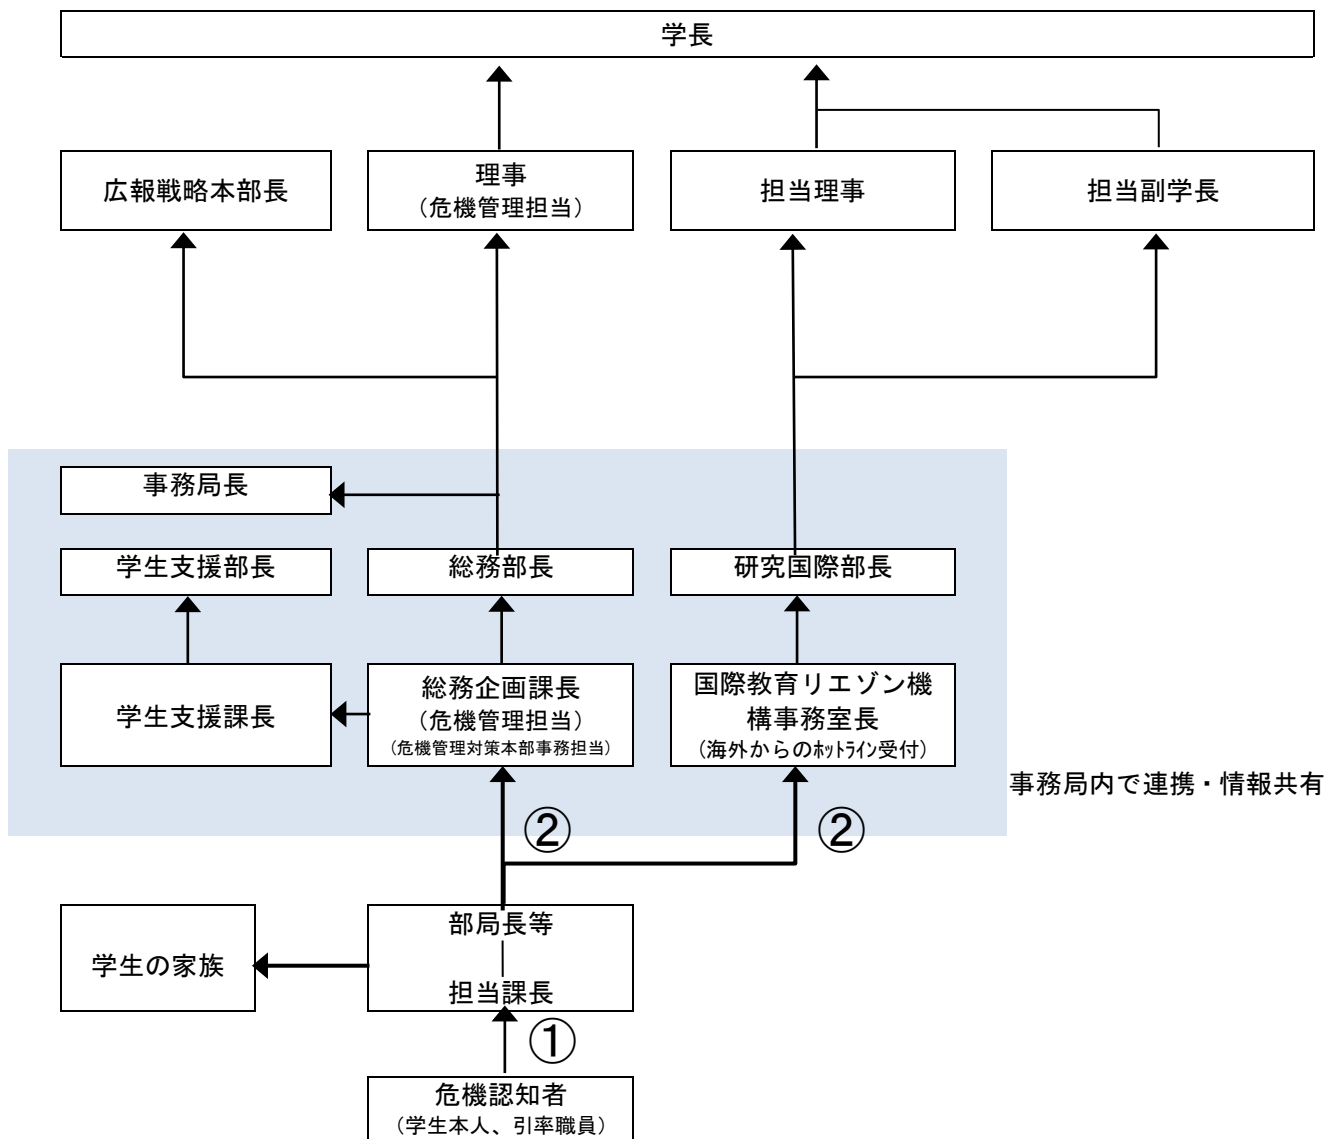 学長
広報戦略本部長
理事
（危機管理担当）
担当理事
担当副学長
事務局長
学生支援部長
総務部長
研究国際部長
学生支援課長
総務企画課長
（危機管理担当）
（危機管理対策本部事務担当）
国際教育リエゾン機
構事務室長
（海外からのﾎｯﾄﾗｲﾝ受付）
事務局内で連携・情報共有
②
②
学生の家族
部局長等
担当課長
①
危機認知者
（学生本人、引率職員）